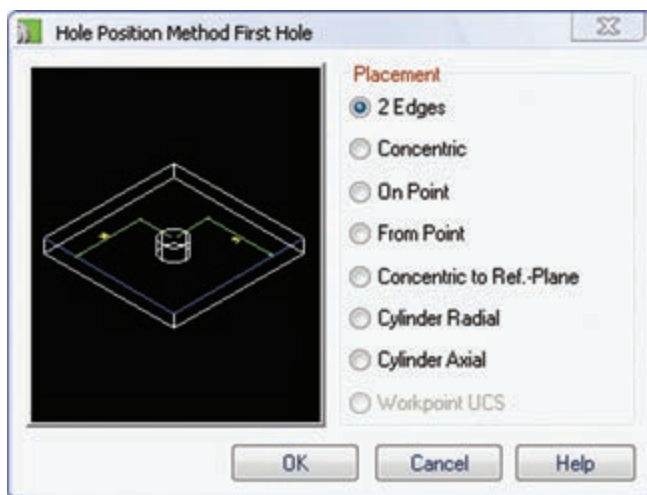 Hole Position Method First Hole
Placement
2 Edges
Concentric
On Point
From Point
Concentric to Ref.-Plane
Cylinder Radial
Cylinder Axial
Workpoint UCS
OK
Cancel
Help